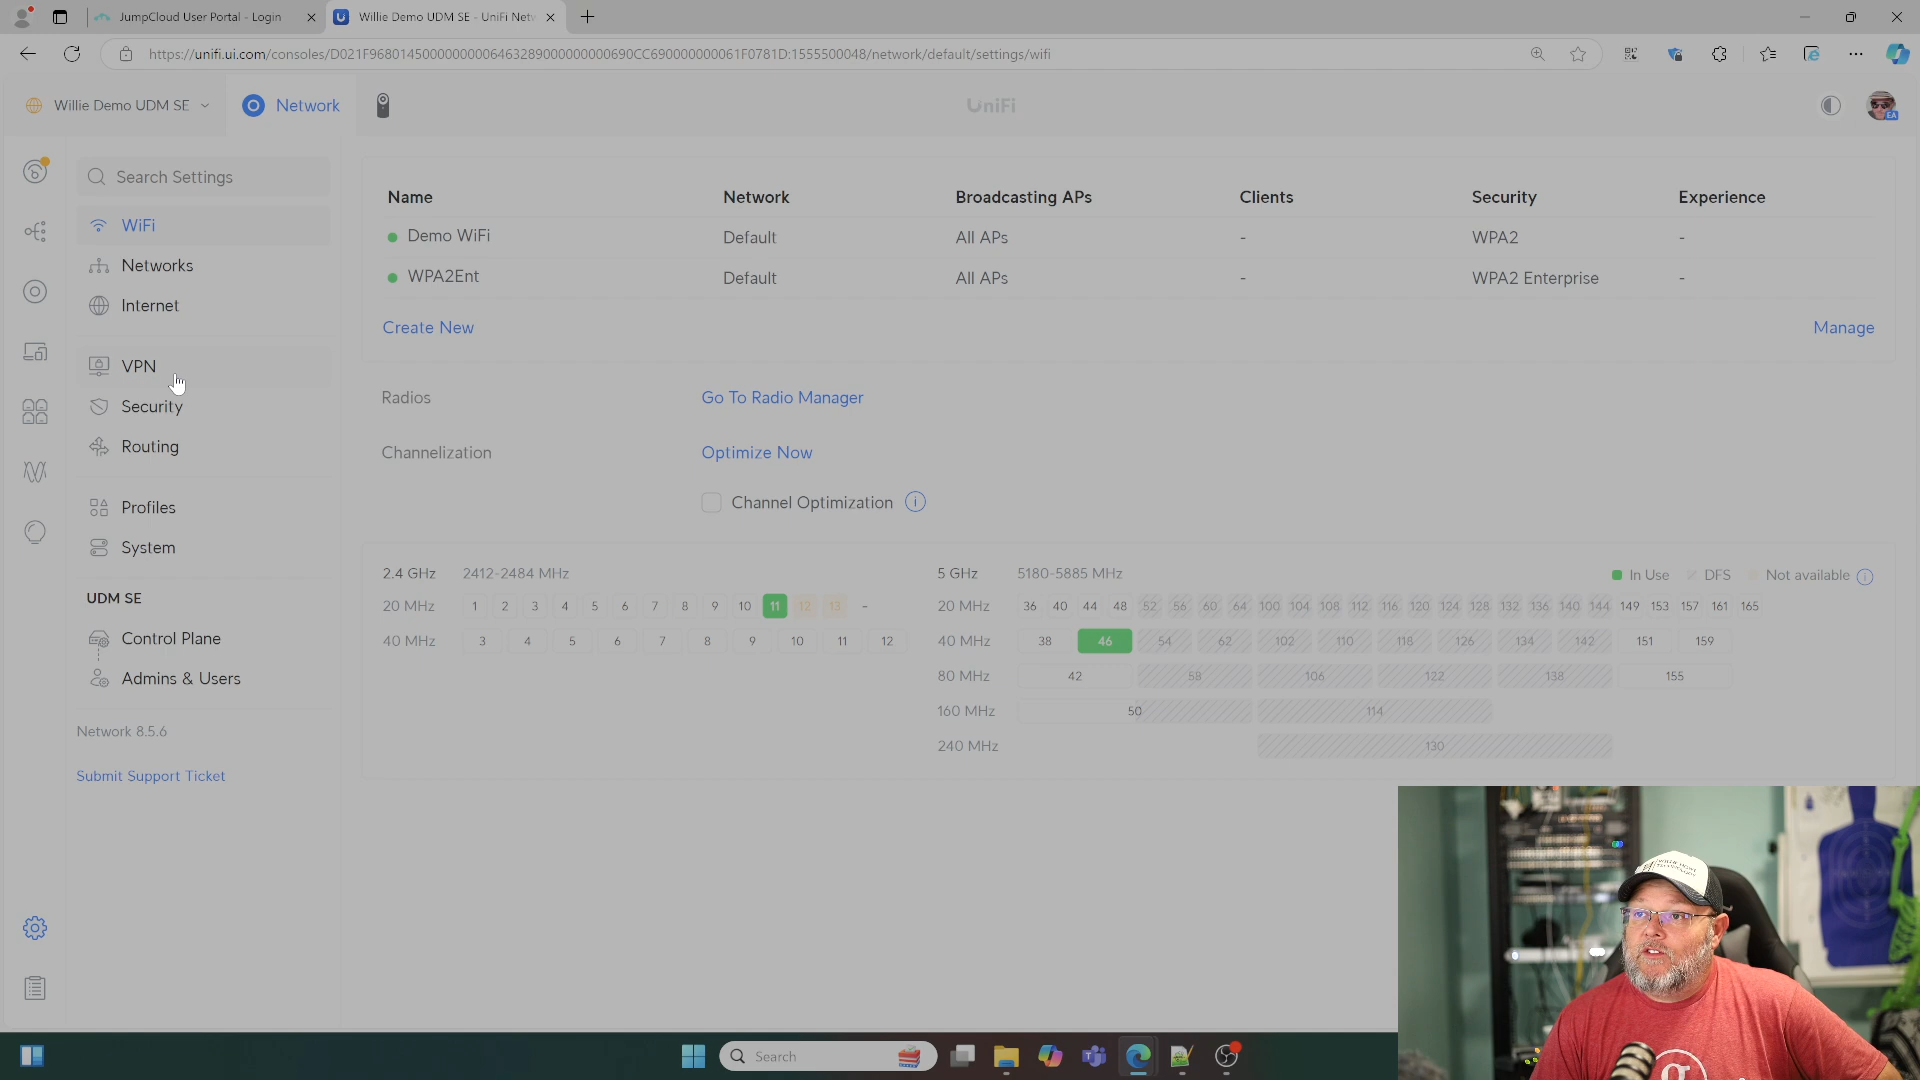 JumpCloud User Portal - Login
Willie Demo UDM SE - UniFi Netw
https://unifi.ui.com/consoles/D021F96801450000000006463289000000000690CC690000000061F0781D:1555500048/network/default/settings/wifi
Willie Demo UDM SE
Network
UniFi
EA
Search Settings
WiFi
Networks
Internet
VPN
Security
Routing
Profiles
System
UDM SE
Control Plane
Admins & Users
Network 8.5.6
Submit Support Ticket
Name Network Broadcasting APs Clients Security Experience
Demo WiFi Default All APs - WPA2 -
WPA2Ent Default All APs - WPA2 Enterprise -
Create New Manage
Radios Go To Radio Manager
Channelization Optimize Now
Channel Optimization
2.4 GHz 2412-2484 MHz
20 MHz 1 2 3 4 5 6 7 8 9 10 11 12 13 -
40 MHz 3 4 5 6 7 8 9 10 11 12
5 GHz 5180-5885 MHz In Use DFS Not available
20 MHz 36 40 44 48 52 56 60 64 100 104 108 112 116 120 124 128 132 136 140 144 149 153 157 161 165
40 MHz 38 46 54 62 102 110 118 126 134 142 151 159
80 MHz 42 58 106 122 138 155
160 MHz 50 114
240 MHz 130
Search